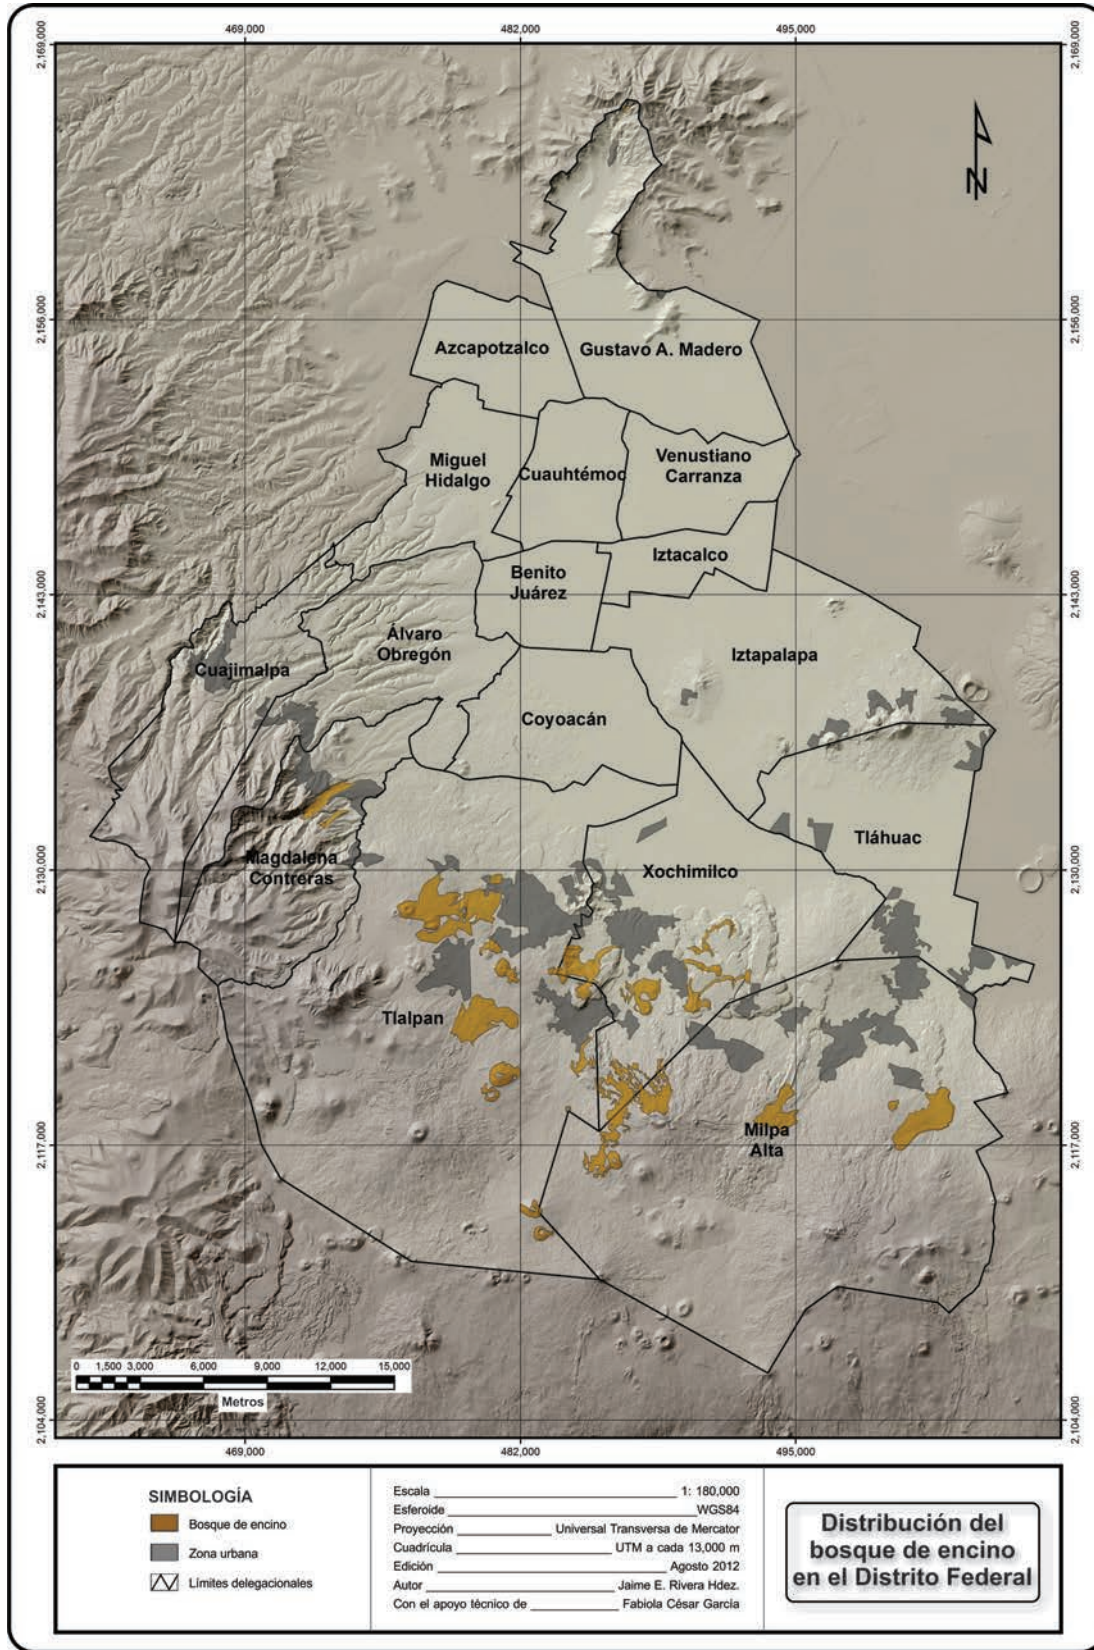 469,000
482,000
495,000
2,169,000
2,169,000
N
2,156,000
2,156,000
Azcapotzalco
Gustavo A. Madero
Miguel
Hidalgo
Cuauhtémoc
Venustiano
Carranza
Iztacalco
Benito
Juárez
2,143,000
2,143,000
Álvaro
Obregón
Cuajimalpa
Iztapalapa
Coyoacán
Tláhuac
Magdalena
Contreras
Xochimilco
2,130,000
2,130,000
Tlalpan
Milpa
Alta
2,117,000
2,117,000
0 1,500 3,000 6,000 9,000 12,000 15,000
Metros
2,104,000
2,104,000
469,000
482,000
495,000
SIMBOLOGÍA
Bosque de encino
Zona urbana
Límites delegacionales
Escala 1: 180,000
Esferoide WGS84
Proyección Universal Transversa de Mercator
Cuadrícula UTM a cada 13,000 m
Edición Agosto 2012
Autor Jaime E. Rivera Hdez.
Con el apoyo técnico de Fabiola César García
Distribución del
bosque de encino
en el Distrito Federal